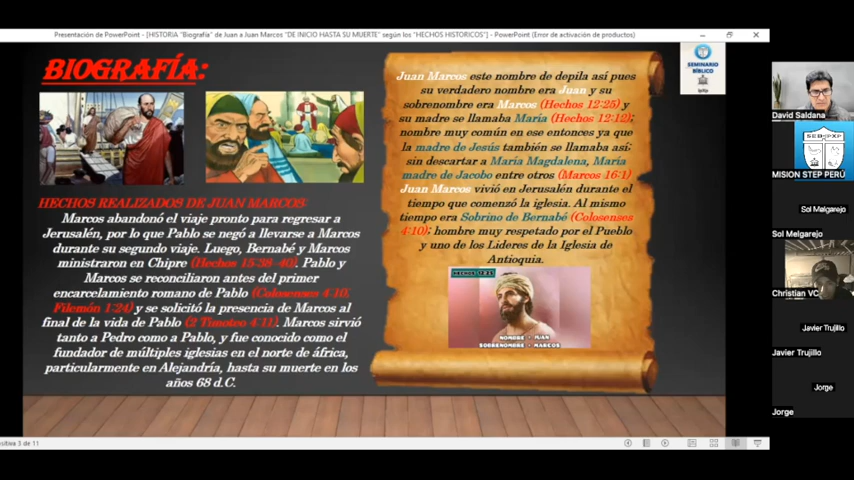 Presentación de PowerPoint - [HISTORIA "Biografía" de Juan a Juan Marcos "DE INICIO HASTA SU MUERTE" según los "HECHOS HISTORICOS"] - PowerPoint (Error de activación de productos)
BIOGRAFÍA:
HECHOS REALIZADOS DE JUAN MARCOS:
Marcos abandonó el viaje pronto para regresar a
Jerusalén, por lo que Pablo se negó a llevarse a Marcos
durante su segundo viaje. Luego, Bernabé y Marcos
ministraron en Chipre (Hechos 15:38-40). Pablo y
Marcos se reconciliaron antes del primer
encarcelamiento romano de Pablo (Colosenses 4:10,
Filemón 1:24) y se solicitó la presencia de Marcos al
final de la vida de Pablo (2 Timoteo 4:11). Marcos sirvió
tanto a Pedro como a Pablo, y fue conocido como el
fundador de múltiples iglesias en el norte de áfrica,
particularmente en Alejandría, hasta su muerte en los
años 68 d.C.
Juan Marcos este nombre de depila así pues
su verdadero nombre era Juan y su
sobrenombre era Marcos (Hechos 12:25) y
su madre se llamaba María (Hechos 12:12);
nombre muy común en ese entonces ya que
la madre de Jesús también se llamaba así;
sin descartar a María Magdalena, María
madre de Jacobo entre otros (Marcos 16:1)
Juan Marcos vivió en Jerusalén durante el
tiempo que comenzó la iglesia. Al mismo
tiempo era Sobrino de Bernabé (Colosenses
4:10); hombre muy respetado por el Pueblo
y uno de los Lideres de la Iglesia de
Antioquia.
HECHOS 12:25
NOMBRE = JUAN
SOBRENOMBRE = MARCOS
SEMINARIO
BÍBLICO
David Saldana
MISION STEP PERÚ
Sol Melgarejo
Sol Melgarejo
Christian VC
Javier Trujillo
Javier Trujillo
Jorge
Jorge
3 de 11